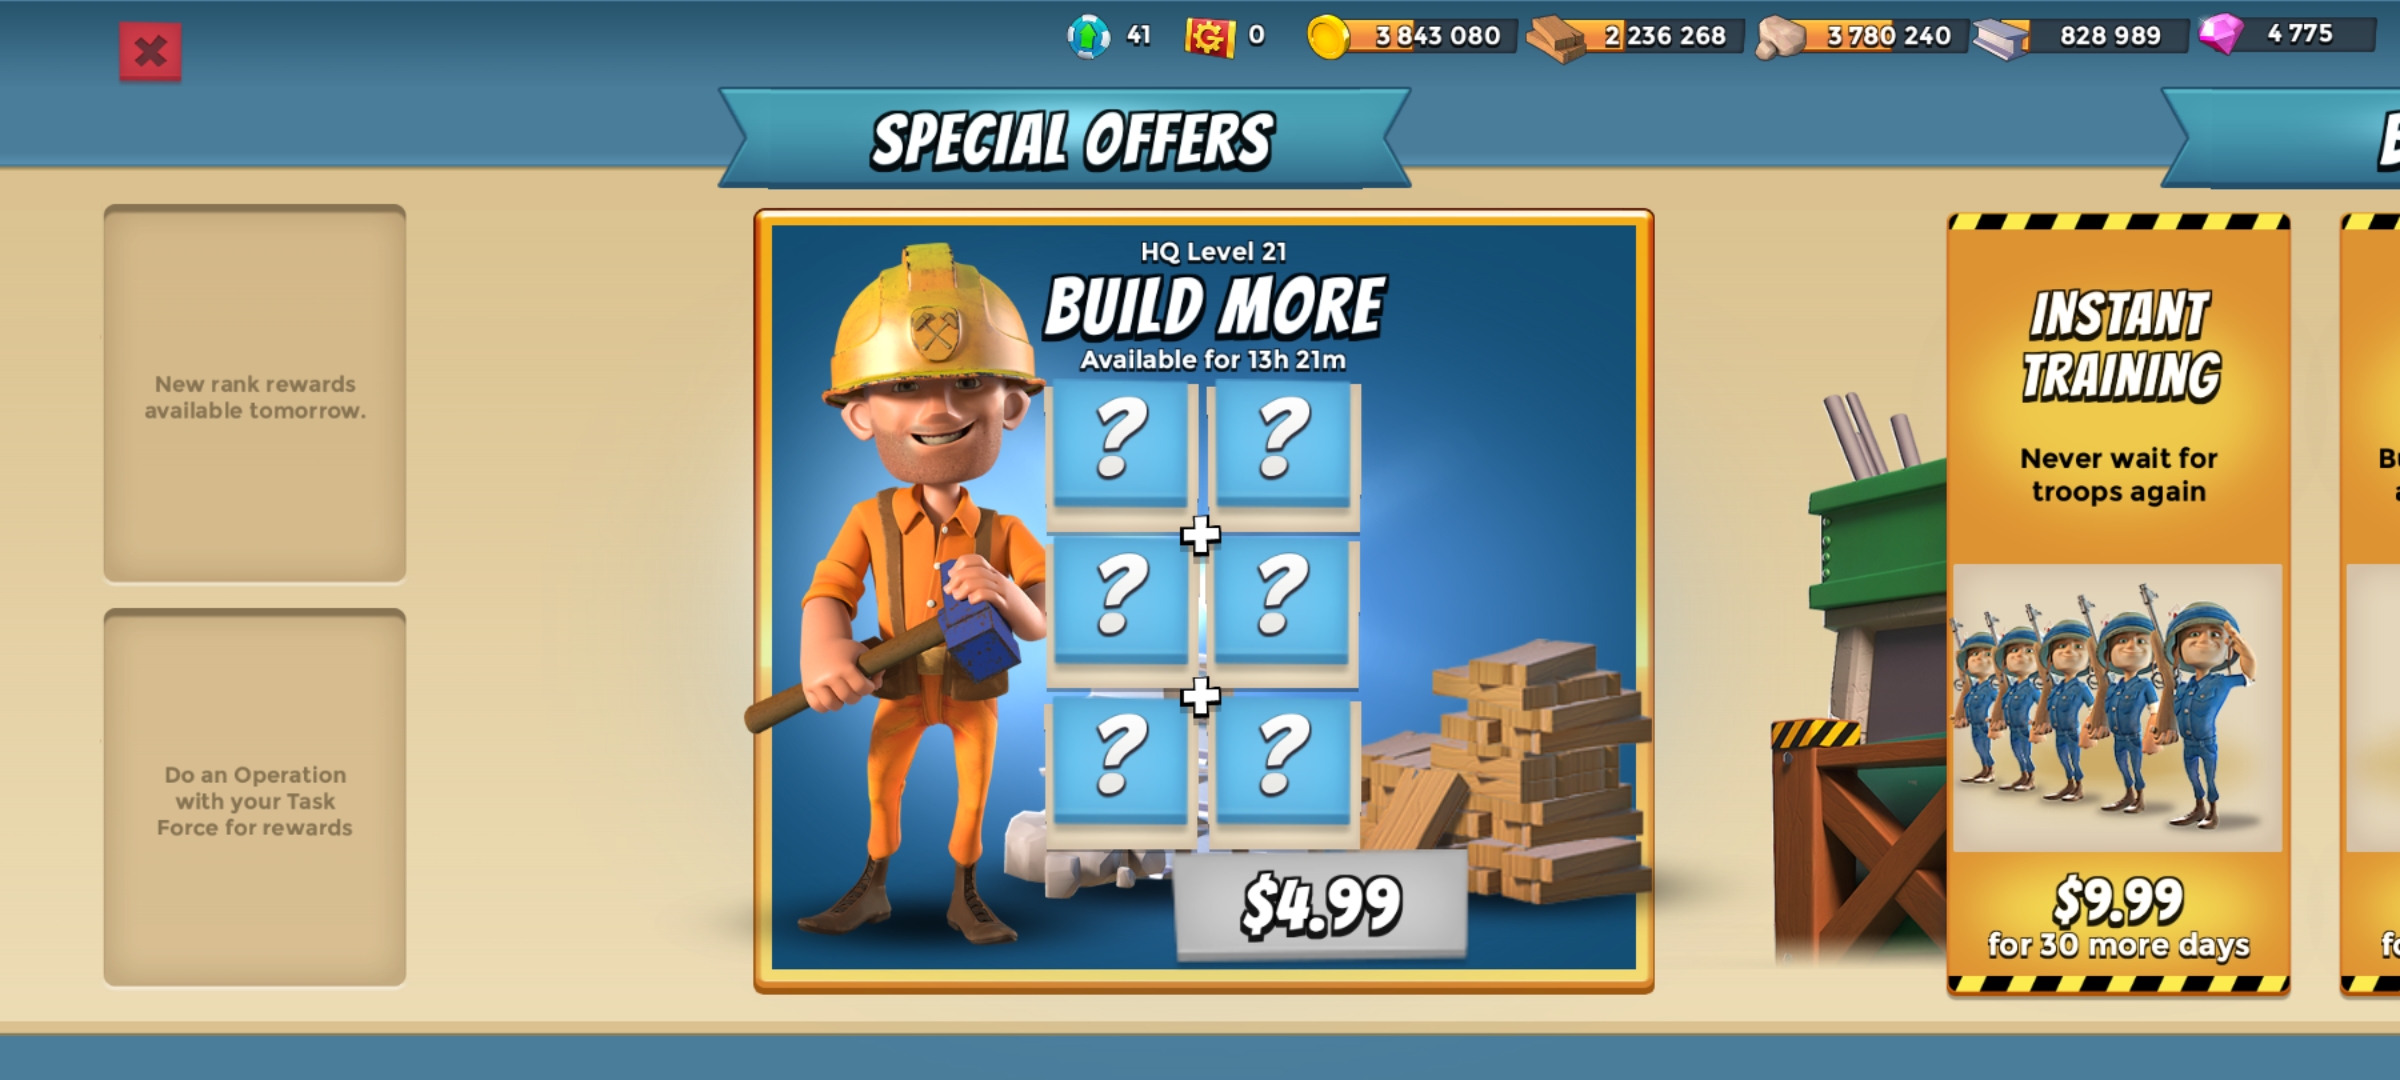 41
0
3 843 080
2 236 268
3 780 240
828 989
4 775
SPECIAL OFFERS
New rank rewards
available tomorrow.
Do an Operation
with your Task
Force for rewards
HQ Level 21
BUILD MORE
Available for 13h 21m
? ?
? ?
? ?
$4.99
INSTANT
TRAINING
Never wait for
troops again
$9.99
for 30 more days